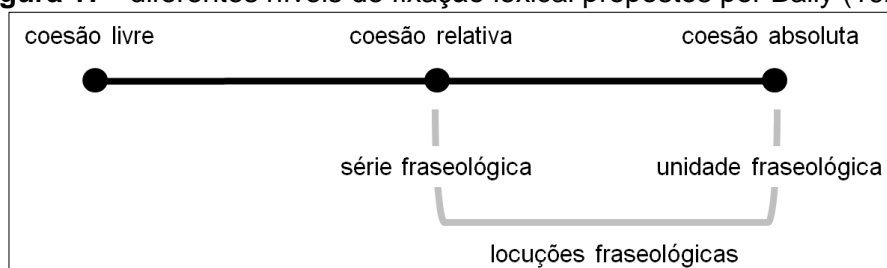 diferentes níveis de fixação lexical propostos por Bally
coesão livre coesão relativa coesão absoluta
série fraseológica unidade fraseológica
locuções fraseológicas